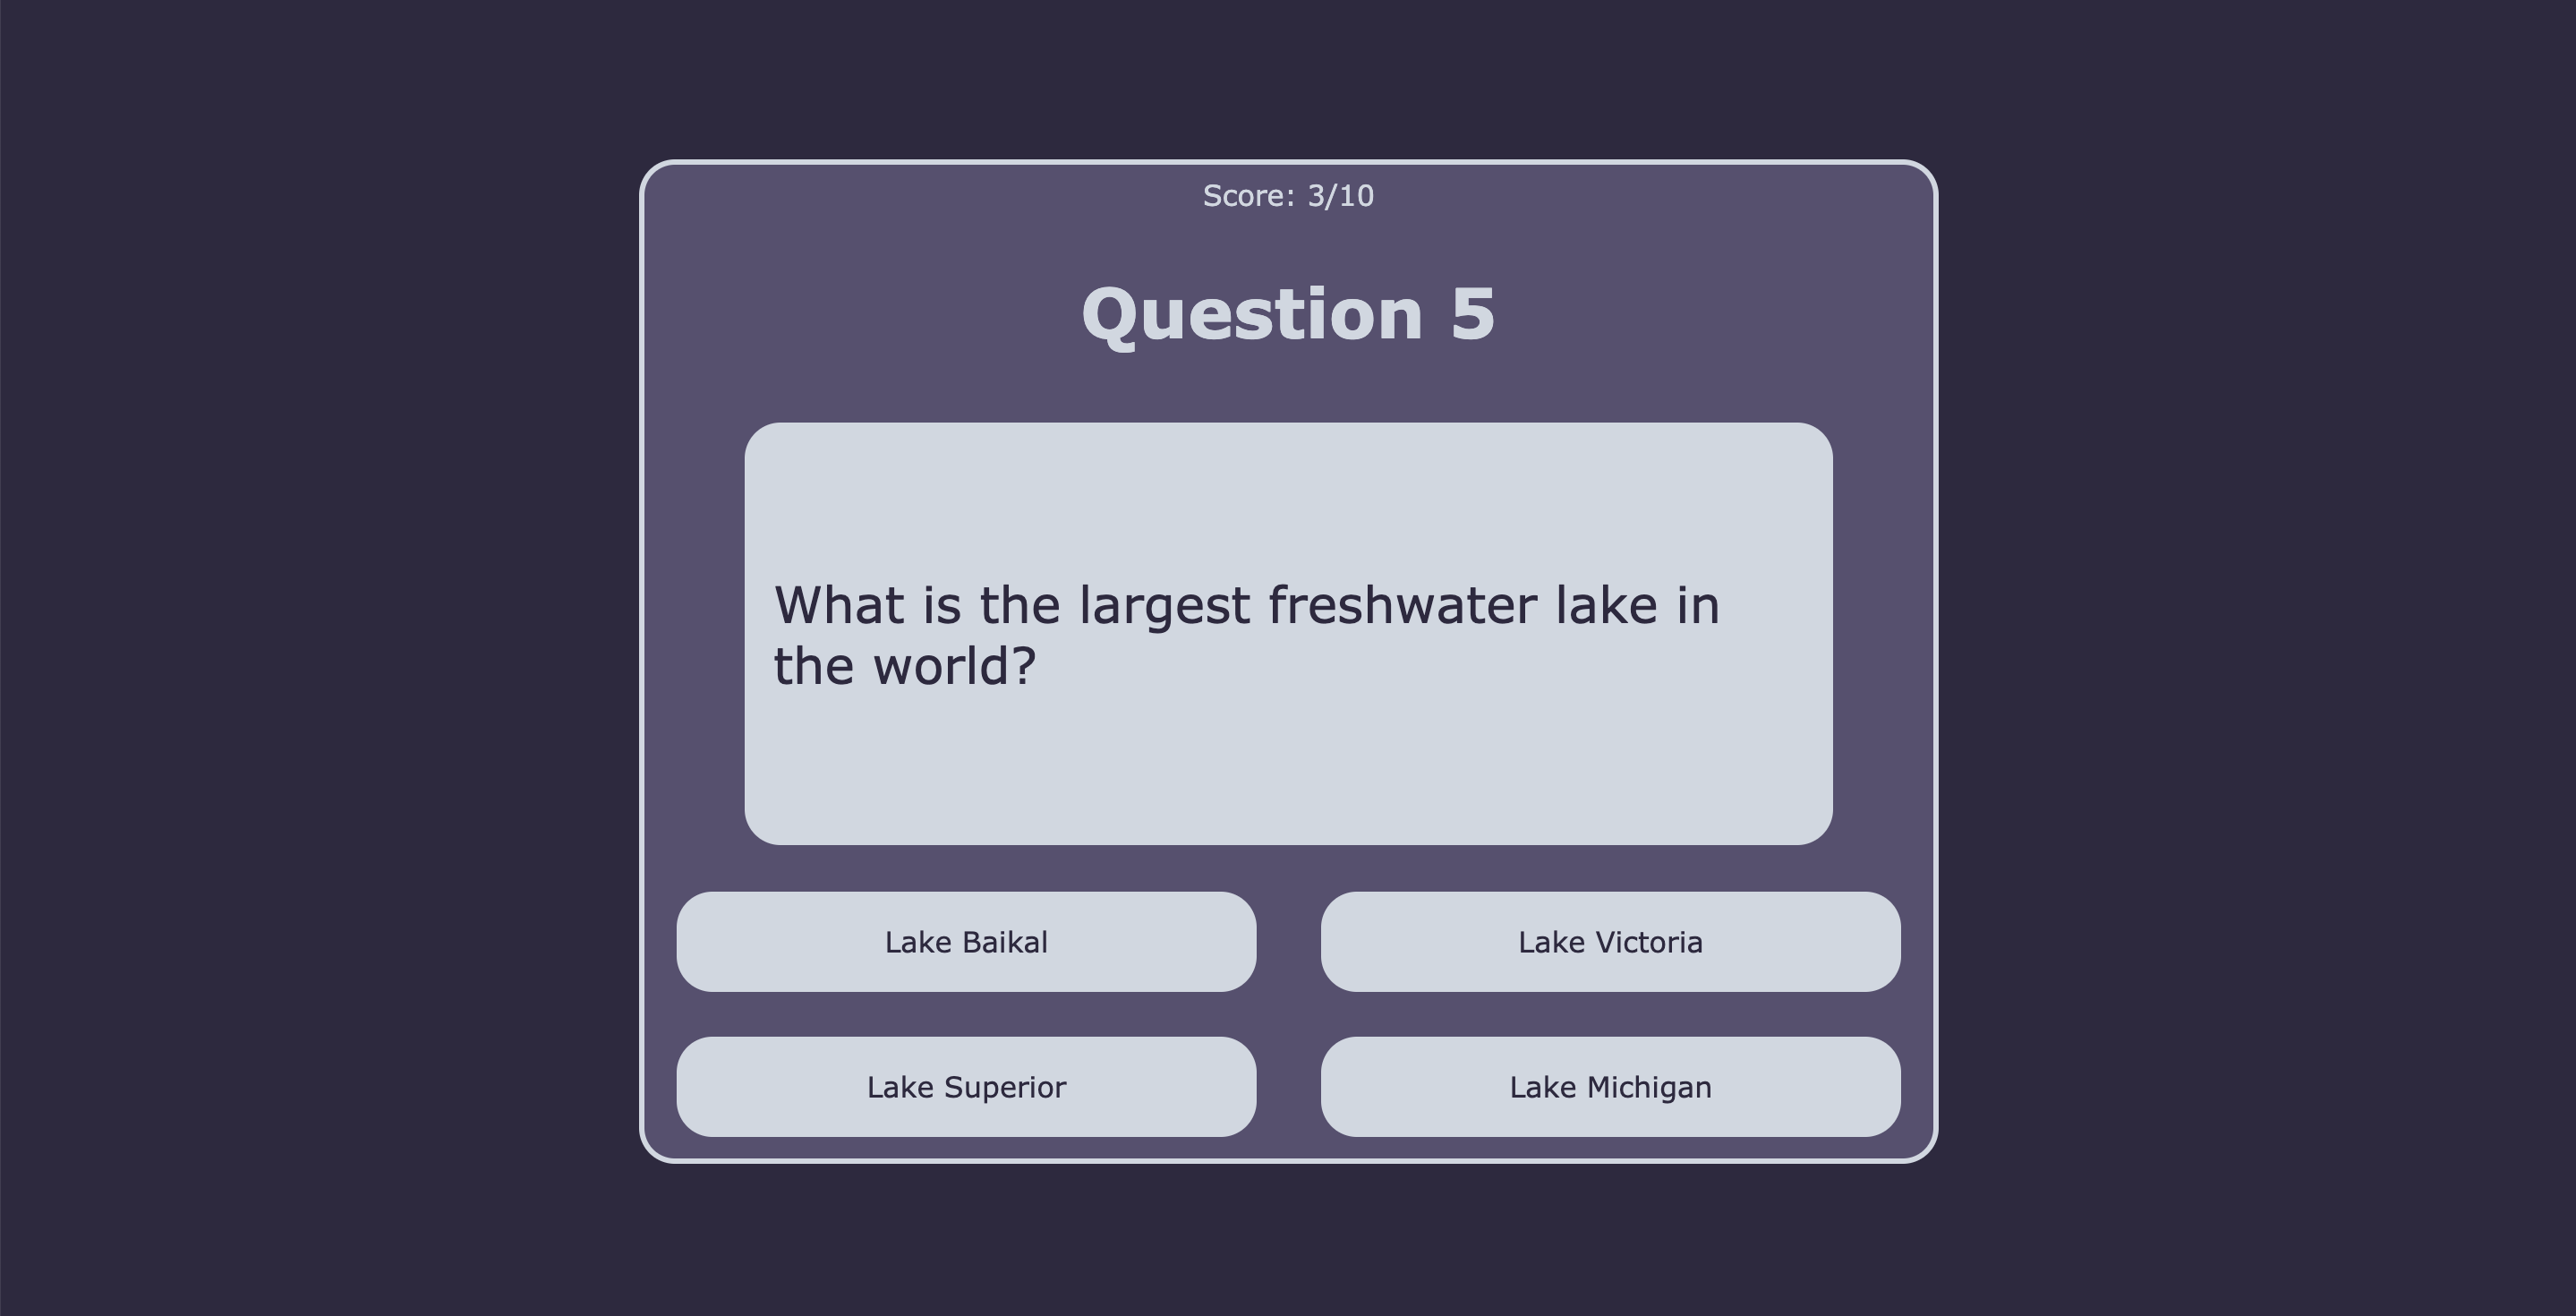 Score: 3/10
Question 5
What is the largest freshwater lake in
the world?
Lake Baikal
Lake Victoria
Lake Superior
Lake Michigan